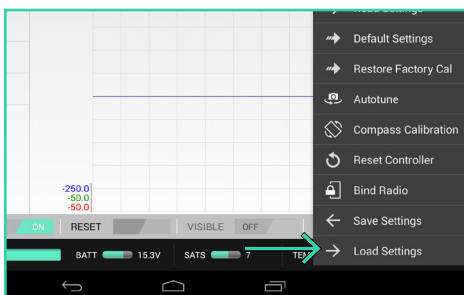 Default Settings
Restore Factory Cal
Autotune
Compass Calibration
Reset Controller
Bind Radio
Save Settings
Load Settings
-250.0
-50.0
-50.0
ON RESET VISIBLE OFF
BATT 15.3V SATS 7